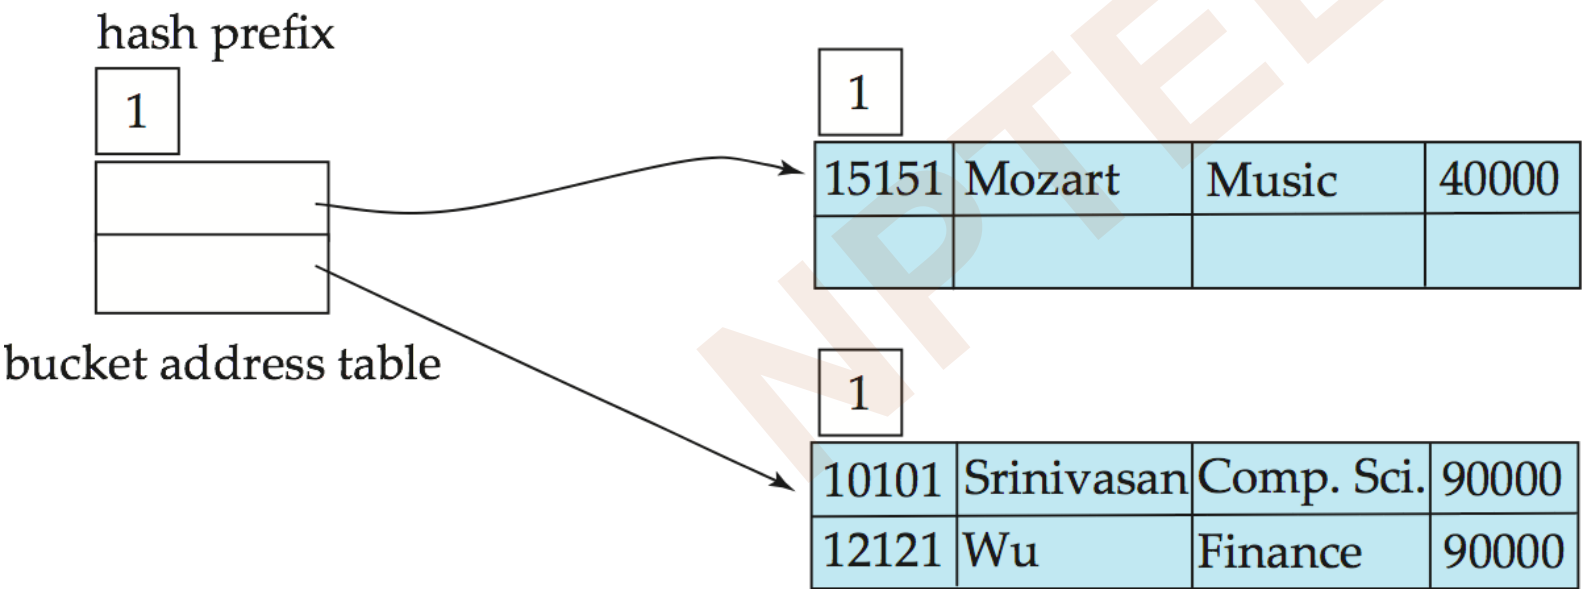 hash prefix
1
bucket address table
1
15151 Mozart Music 40000
1
10101 Srinivasan Comp. Sci. 90000
12121 Wu Finance 90000
NPTEL